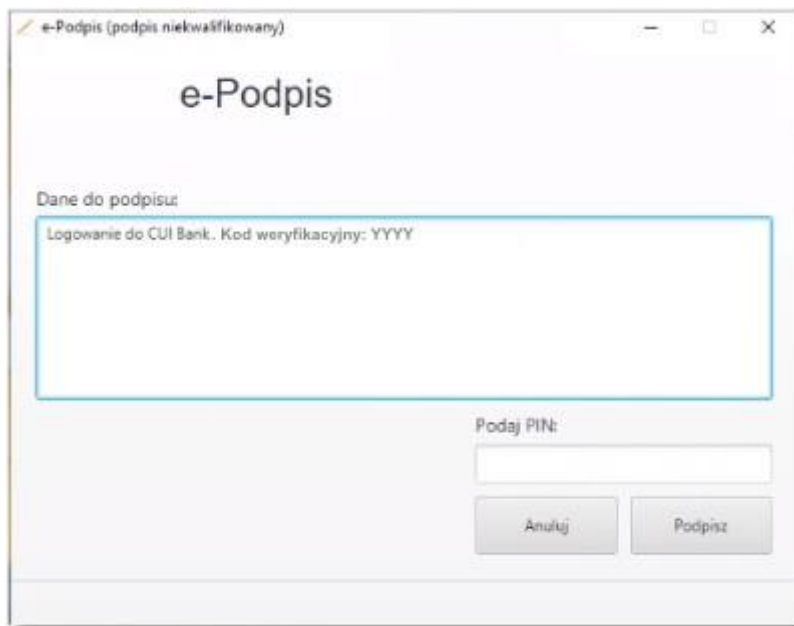 e-Podpis (podpis niekwalifikowany)
e-Podpis
Dane do podpisu:
Logowanie do CUI Bank. Kod weryfikacyjny: YYYY
Podaj PIN:
Anuluj
Podpisz